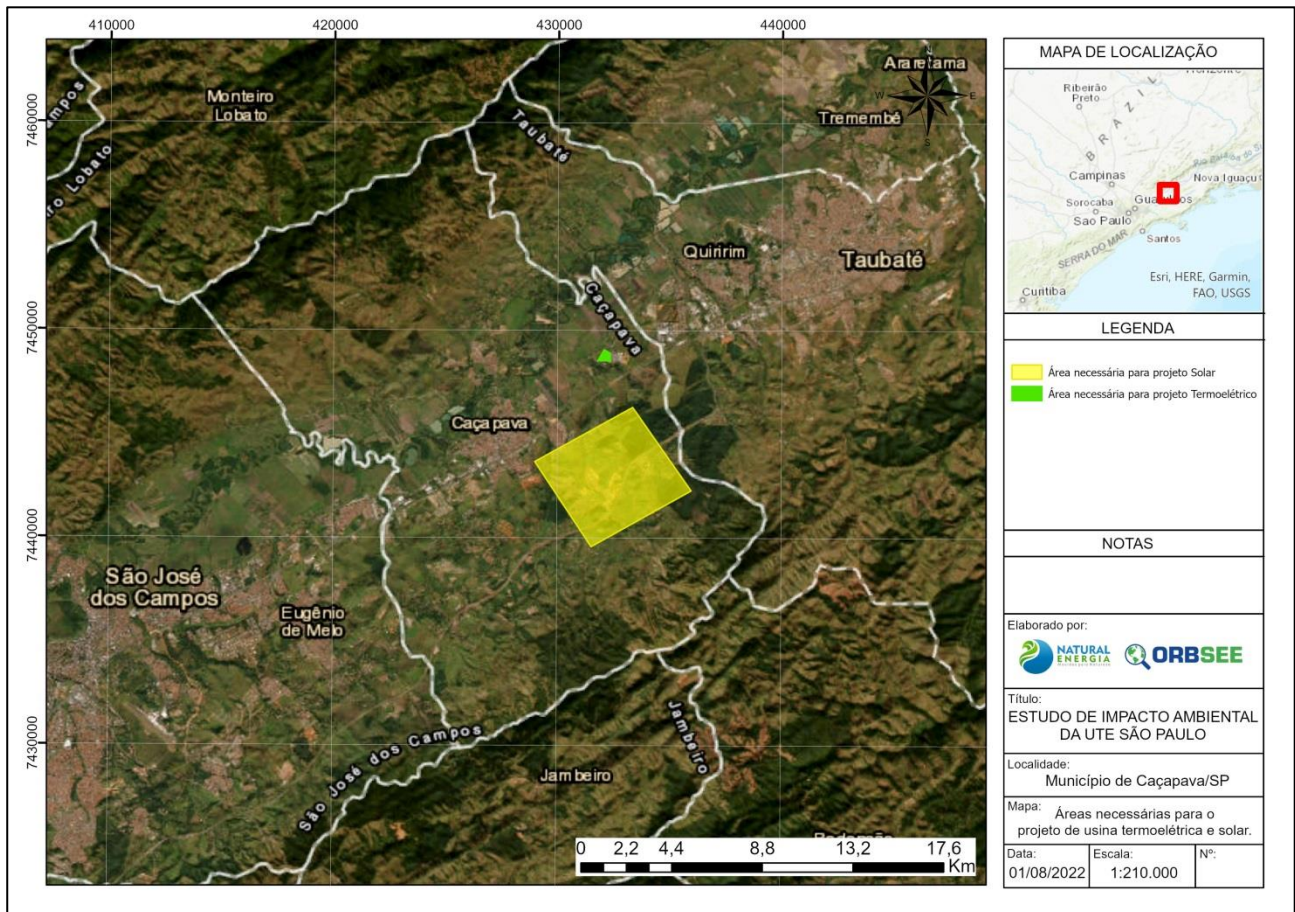 410000
420000
430000
440000
7460000
7450000
7440000
7430000
Monteiro
Lobato
Taubaté
Araretama
N
W
E
S
Tremembé
Quiririm
Taubaté
Caçapava
Caçapava
São José
dos Campos
Eugênio
de Melo
São José dos Campos
Jambeiro
Jambeiro
0 2,2 4,4 8,8 13,2 17,6
Km
MAPA DE LOCALIZAÇÃO
Ribeirão
Preto
BRAZIL
Campinas
Nova Iguaçu
Sorocaba
Sao Paulo
Santos
SERRA DO MAR
Curitiba
Esri, HERE, Garmin,
FAO, USGS
LEGENDA
Área necessária para projeto Solar
Área necessária para projeto Termoelétrico
NOTAS
Elaborado por:
NATURAL
ENERGIA
ORBSEE
Título:
ESTUDO DE IMPACTO AMBIENTAL
DA UTE SÃO PAULO
Localidade:
Município de Caçapava/SP
Mapa:
Áreas necessárias para o
projeto de usina termoelétrica e solar.
Data:
01/08/2022
Escala:
1:210.000
Nº: